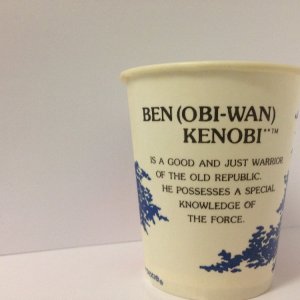 BEN (OBI-WAN)
KENOBI**™
IS A GOOD AND JUST WARRIOR
OF THE OLD REPUBLIC.
HE POSSESSES A SPECIAL
KNOWLEDGE OF
THE FORCE.